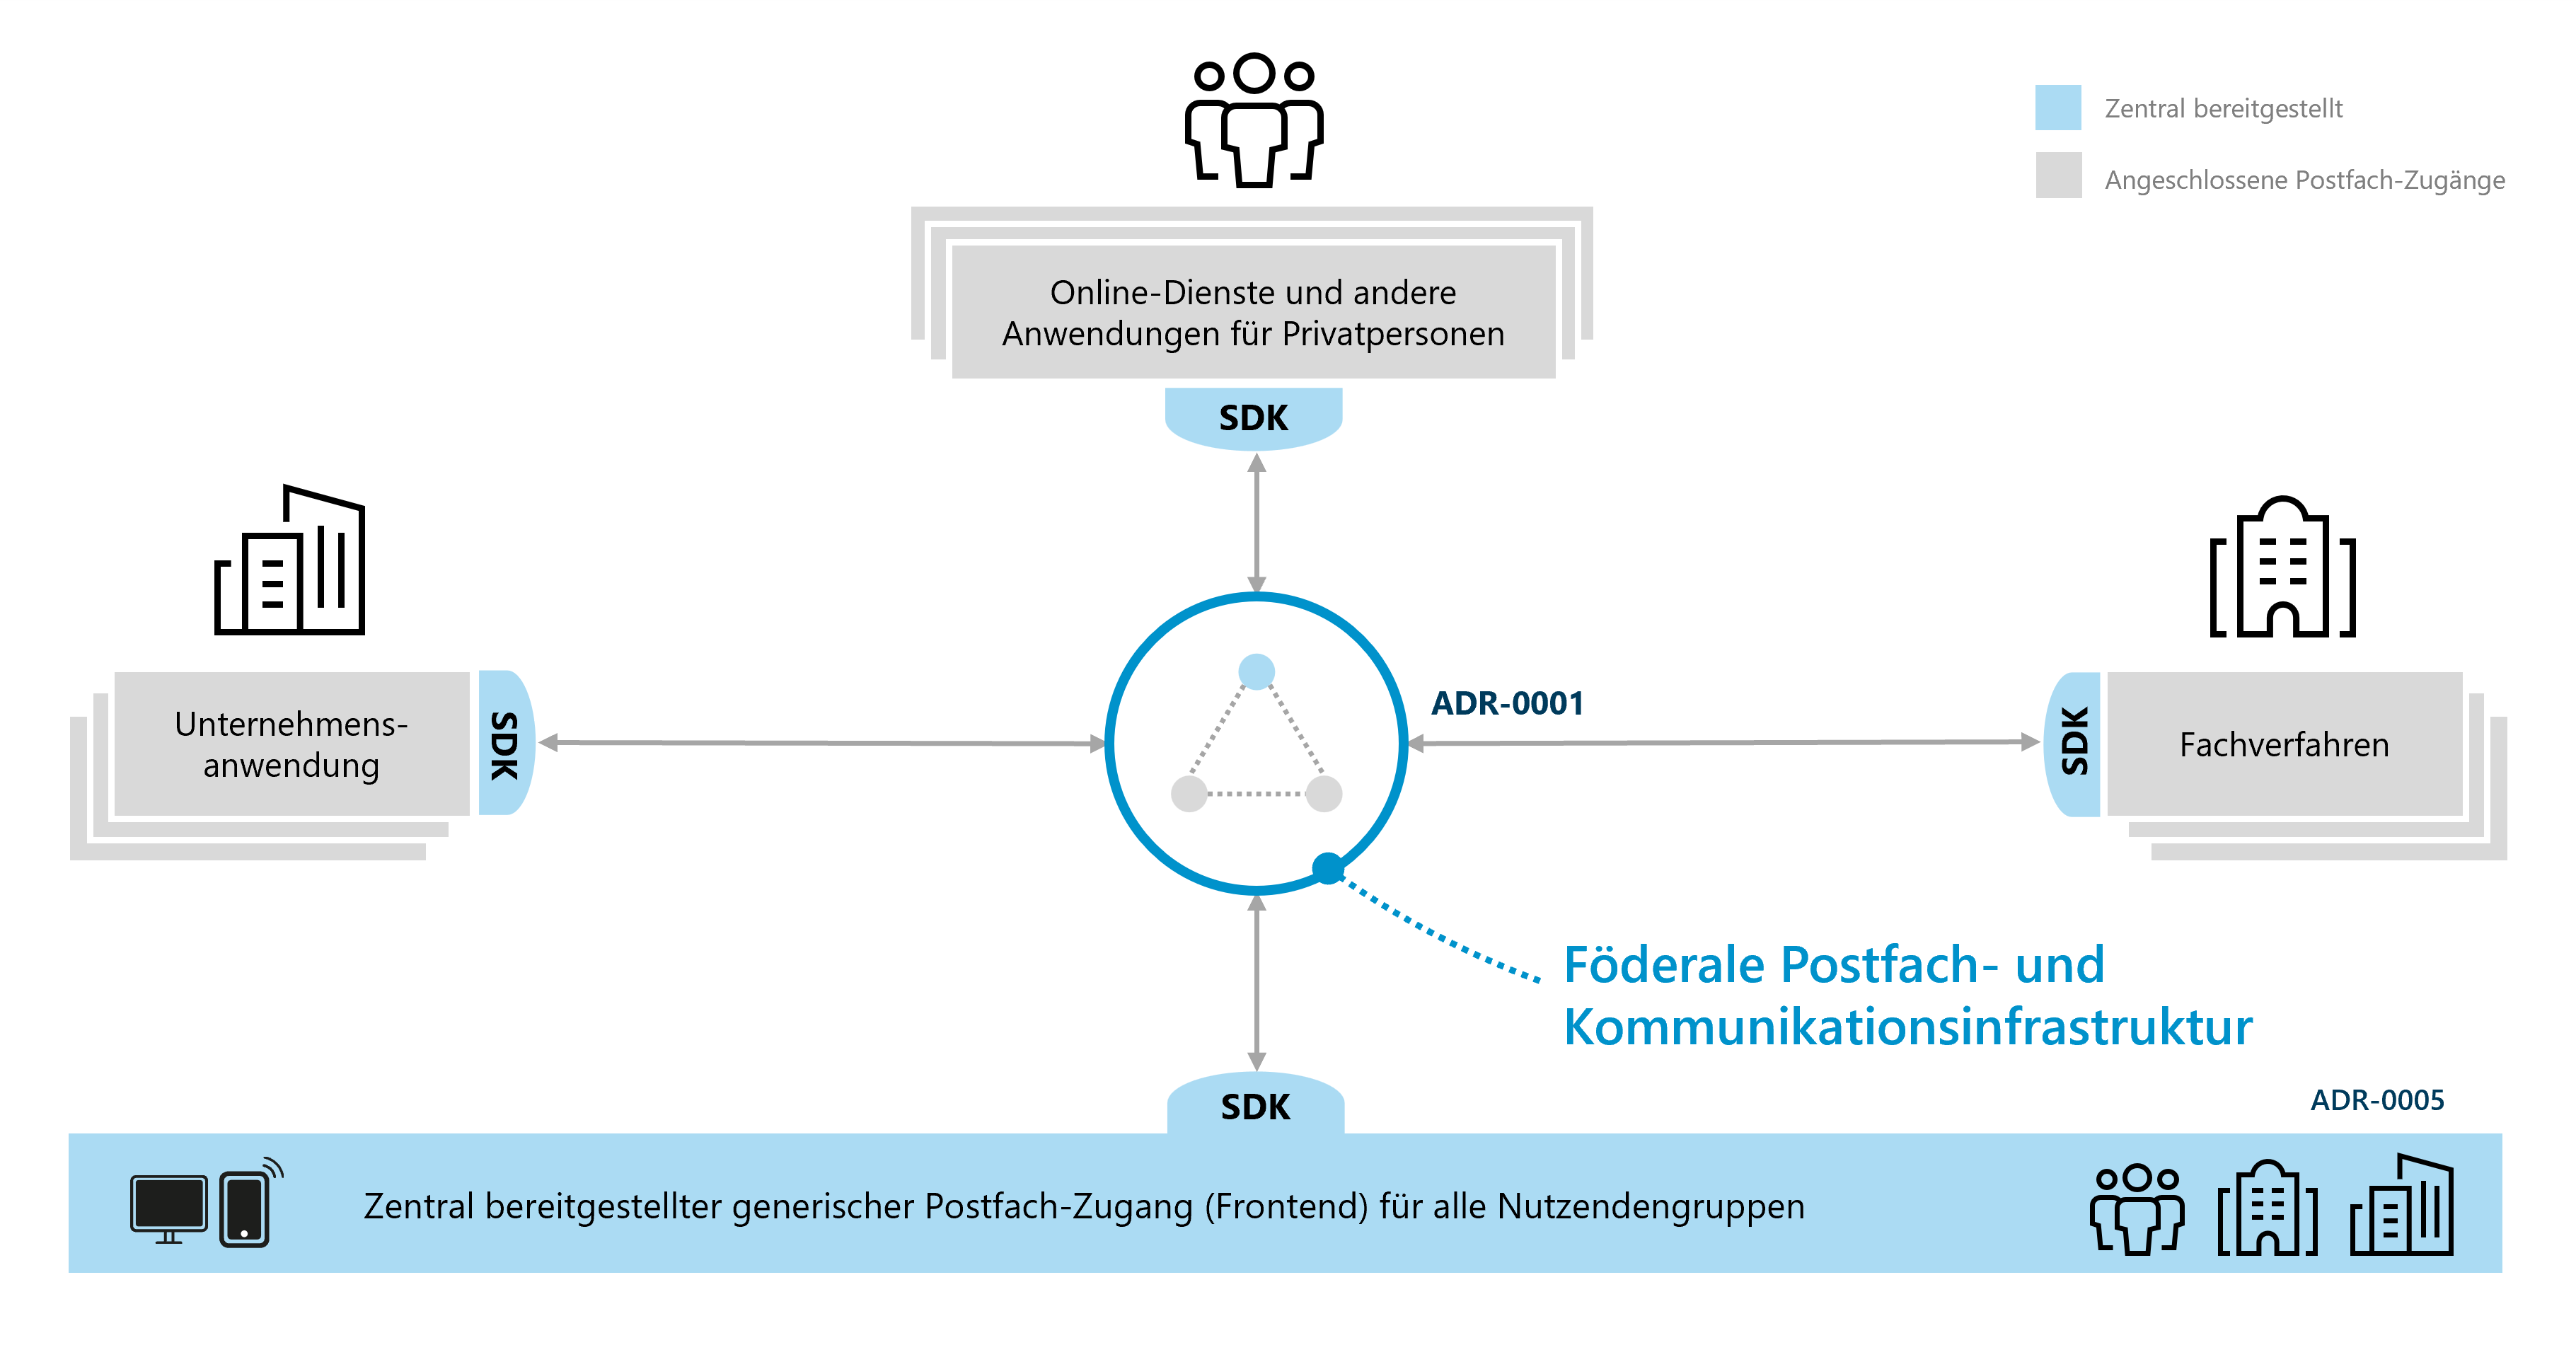 Zentral bereitgestellt
Angeschlossene Postfach-Zugänge
Online-Dienste und andere
Anwendungen für Privatpersonen
SDK
Unternehmens-
anwendung
SDK
ADR-0001
SDK
Fachverfahren
Föderale Postfach- und
Kommunikationsinfrastruktur
ADR-0005
SDK
Zentral bereitgestellter generischer Postfach-Zugang (Frontend) für alle Nutzendengruppen